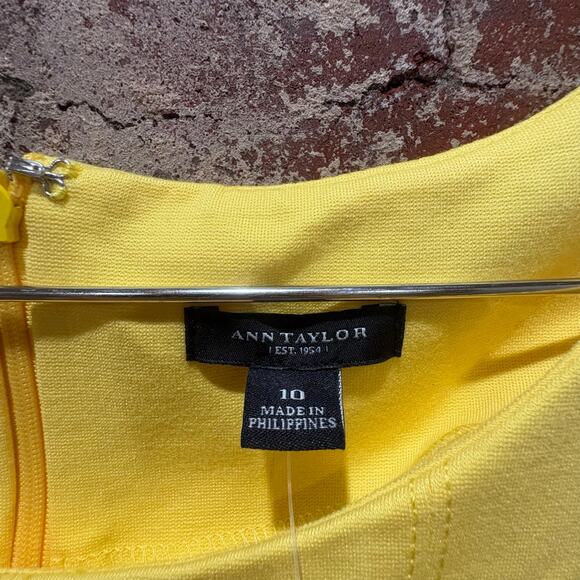 ANN TAYLOR
| EST. 1954 |
10
MADE IN
PHILIPPINES